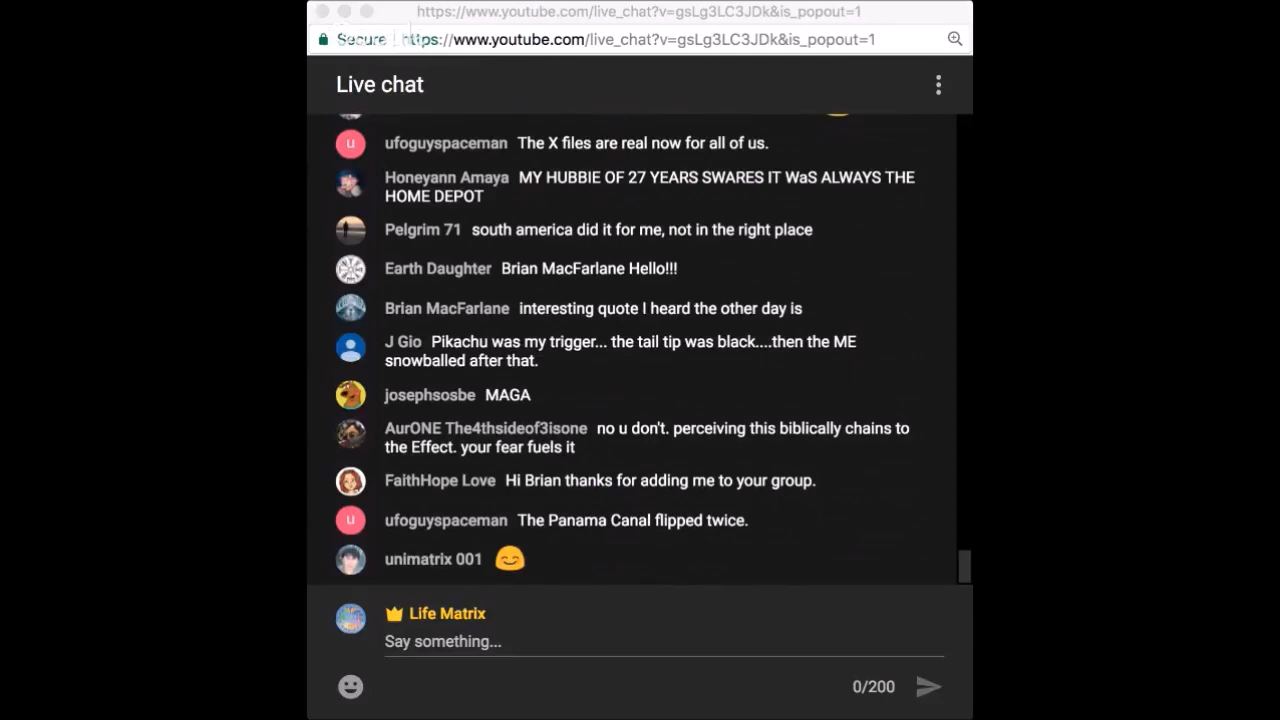 https://www.youtube.com/live_chat?v=gsLg3LC3JDk&is_popout=1
Secure https://www.youtube.com/live_chat?v=gsLg3LC3JDk&is_popout=1
Live chat
u ufoguyspaceman The X files are real now for all of us.
Honeyann Amaya MY HUBBIE OF 27 YEARS SWARES IT WaS ALWAYS THE
HOME DEPOT
Pelgrim 71 south america did it for me, not in the right place
Earth Daughter Brian MacFarlane Hello!!!
Brian MacFarlane interesting quote I heard the other day is
J Gio Pikachu was my trigger... the tail tip was black....then the ME
snowballed after that.
josephsosbe MAGA
AurONE The4thsideof3isone no u don't. perceiving this biblically chains to
the Effect. your fear fuels it
FaithHope Love Hi Brian thanks for adding me to your group.
u ufoguyspaceman The Panama Canal flipped twice.
unimatrix 001 😊
Life Matrix
Say something...
0/200